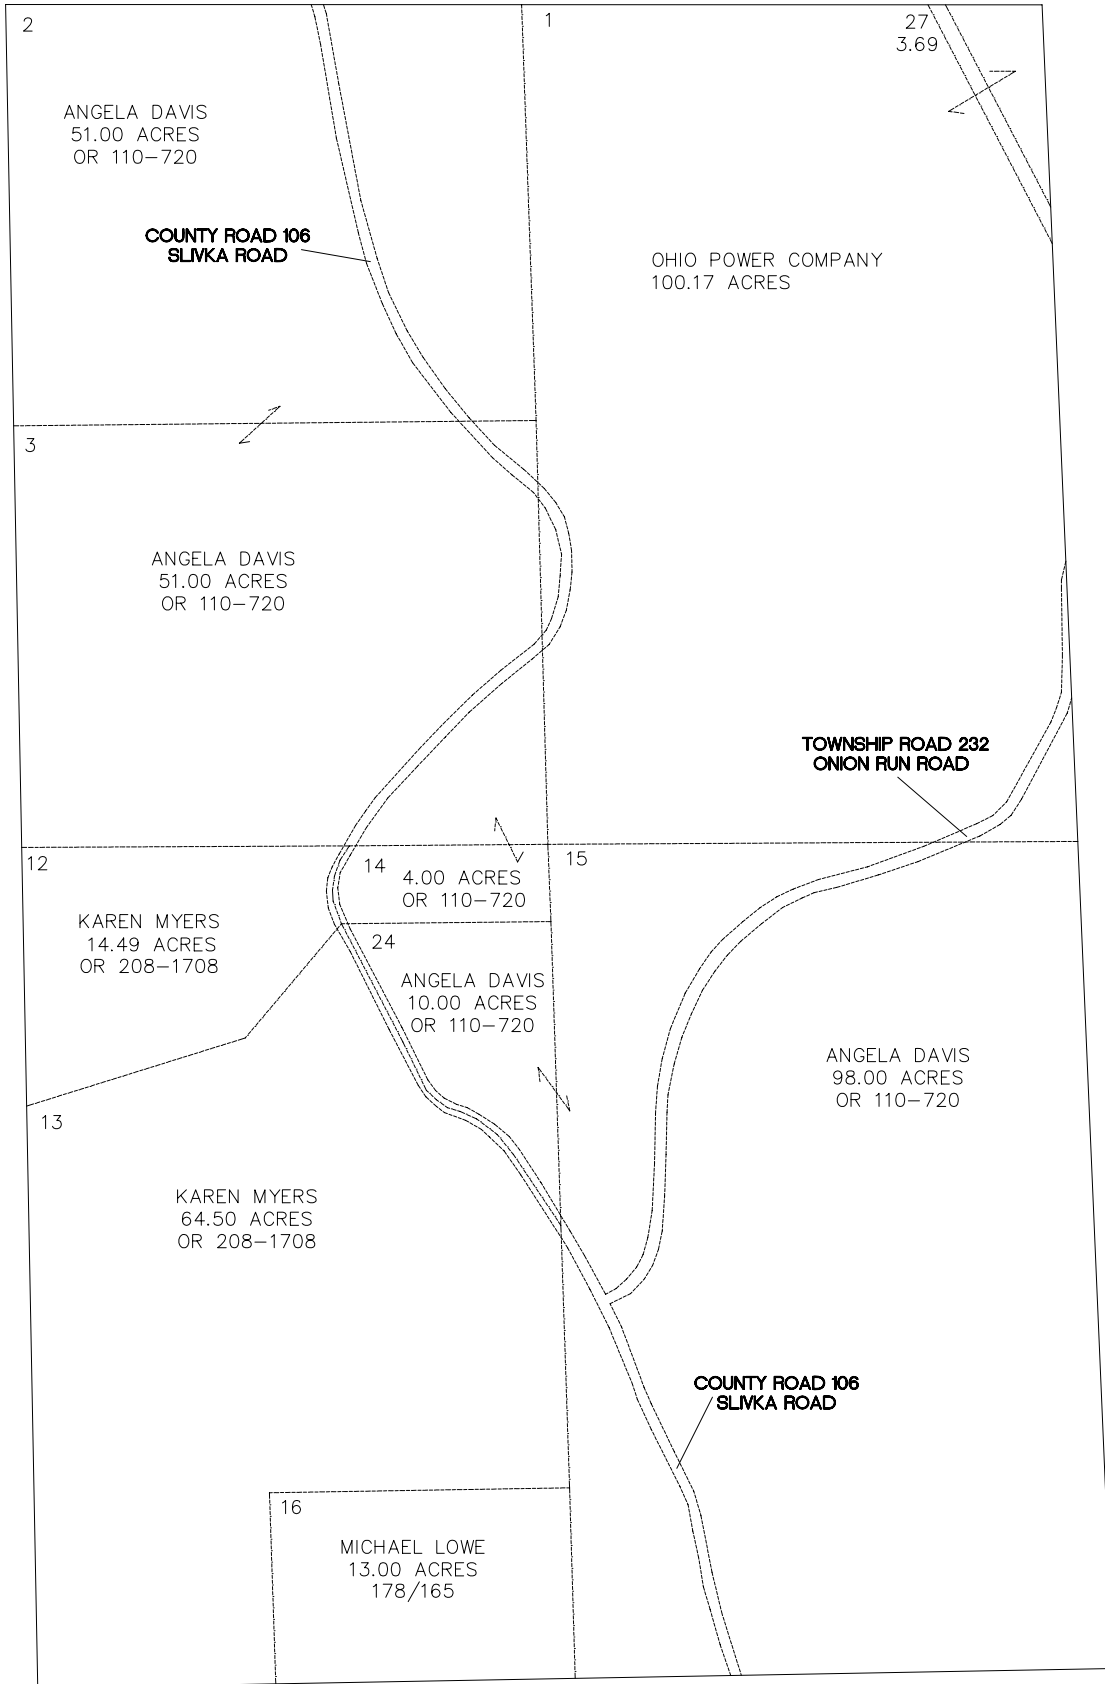 2
1
27
3.69
ANGELA DAVIS
51.00 ACRES
OR 110-720
COUNTY ROAD 106
SLIVKA ROAD
OHIO POWER COMPANY
100.17 ACRES
3
ANGELA DAVIS
51.00 ACRES
OR 110-720
TOWNSHIP ROAD 232
ONION RUN ROAD
12
14
15
4.00 ACRES
OR 110-720
KAREN MYERS
14.49 ACRES
OR 208-1708
24
ANGELA DAVIS
10.00 ACRES
OR 110-720
ANGELA DAVIS
98.00 ACRES
OR 110-720
13
KAREN MYERS
64.50 ACRES
OR 208-1708
COUNTY ROAD 106
SLIVKA ROAD
16
MICHAEL LOWE
13.00 ACRES
178/165